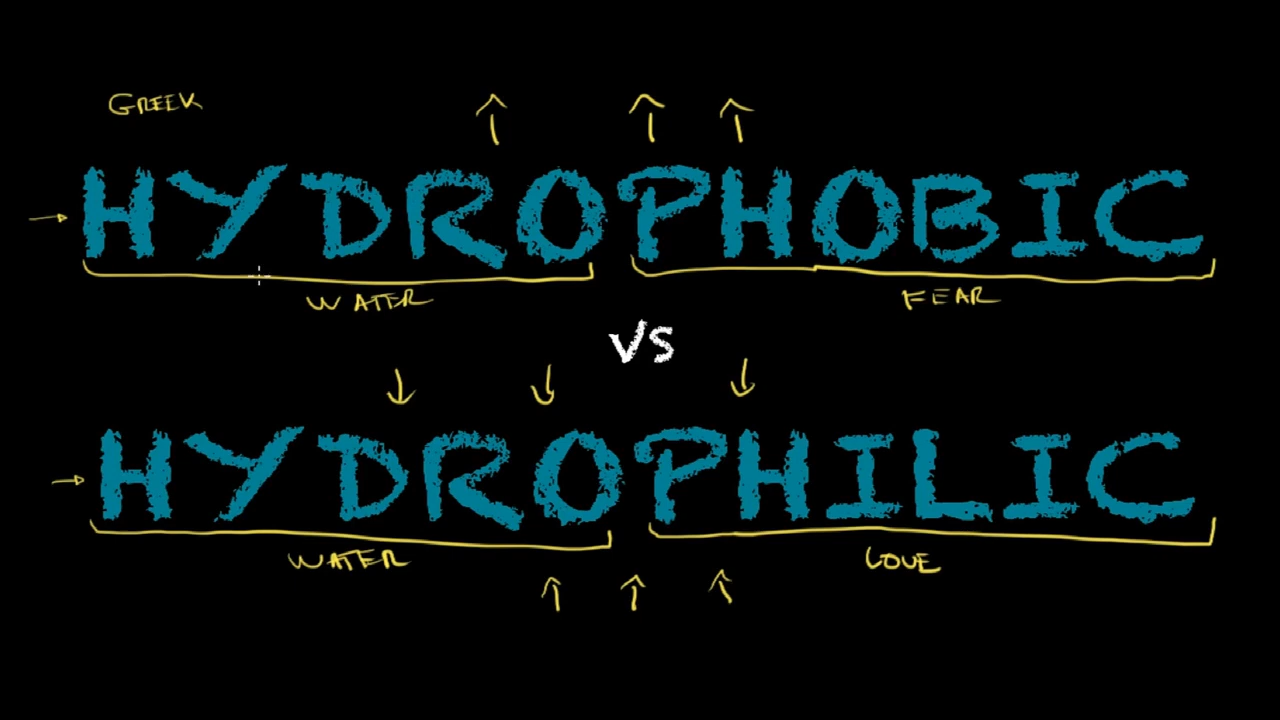 GREEK
HYDROPHOBIC
WATER FEAR
VS
HYDROPHILIC
WATER LOVE